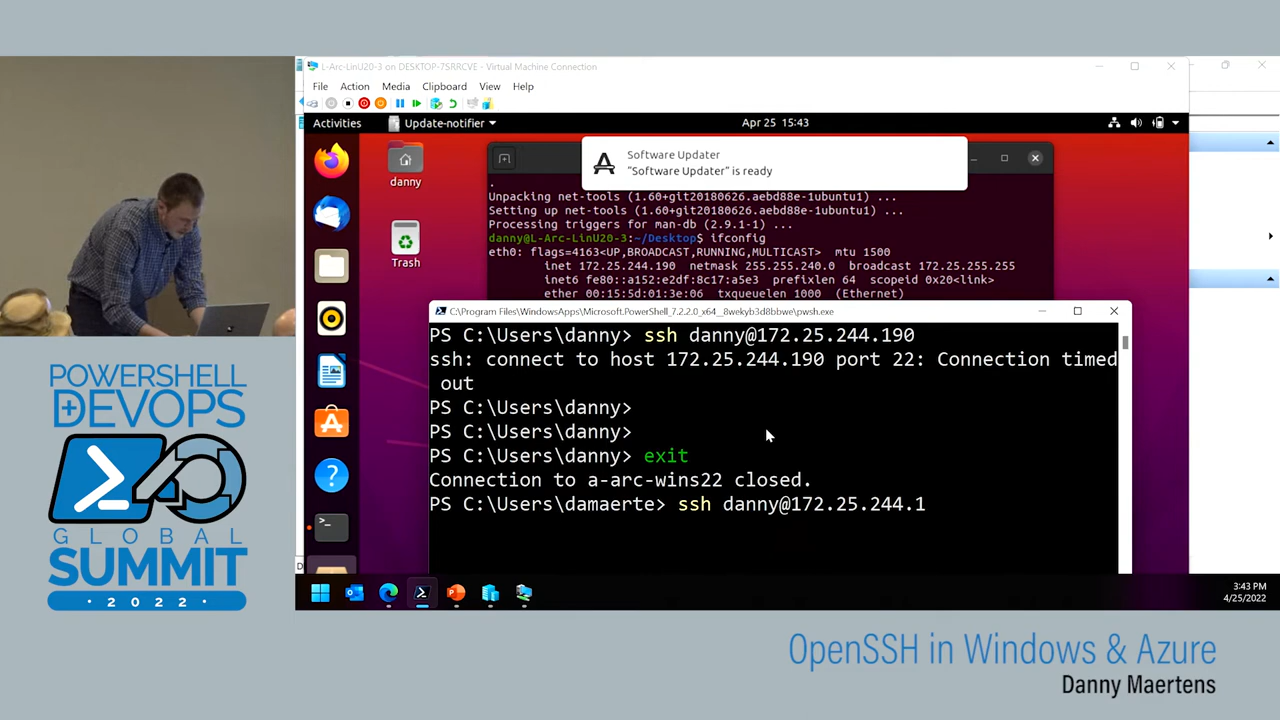 L-Arc-LinU20-3 on DESKTOP-7SRRCVE - Virtual Machine Connection
File Action Media Clipboard View Help
Activities Update-notifier Apr 25 15:43
danny
Trash
Software Updater
"Software Updater" is ready
.
Unpacking net-tools (1.60+git20180626.aebd88e-1ubuntu1) ...
Setting up net-tools (1.60+git20180626.aebd88e-1ubuntu1) ...
Processing triggers for man-db (2.9.1-1) ...
danny@L-Arc-LinU20-3:~/Desktop$ ifconfig
eth0: flags=4163<UP,BROADCAST,RUNNING,MULTICAST> mtu 1500
inet 172.25.244.190 netmask 255.255.240.0 broadcast 172.25.255.255
inet6 fe80::a152:e2df:8c17:a5e3 prefixlen 64 scopeid 0x20<link>
ether 00:15:5d:01:3e:06 txqueuelen 1000 (Ethernet)
C:\Program Files\WindowsApps\Microsoft.PowerShell_7.2.2.0_x64__8wekyb3d8bbwe\pwsh.exe
PS C:\Users\danny> ssh danny@172.25.244.190
ssh: connect to host 172.25.244.190 port 22: Connection timed
out
PS C:\Users\danny>
PS C:\Users\danny>
PS C:\Users\danny> exit
Connection to a-arc-wins22 closed.
PS C:\Users\damaerte> ssh danny@172.25.244.1
3:43 PM
4/25/2022
POWERSHELL
+DEVOPS
GLOBAL
SUMMIT
2022
OpenSSH in Windows & Azure
Danny Maertens